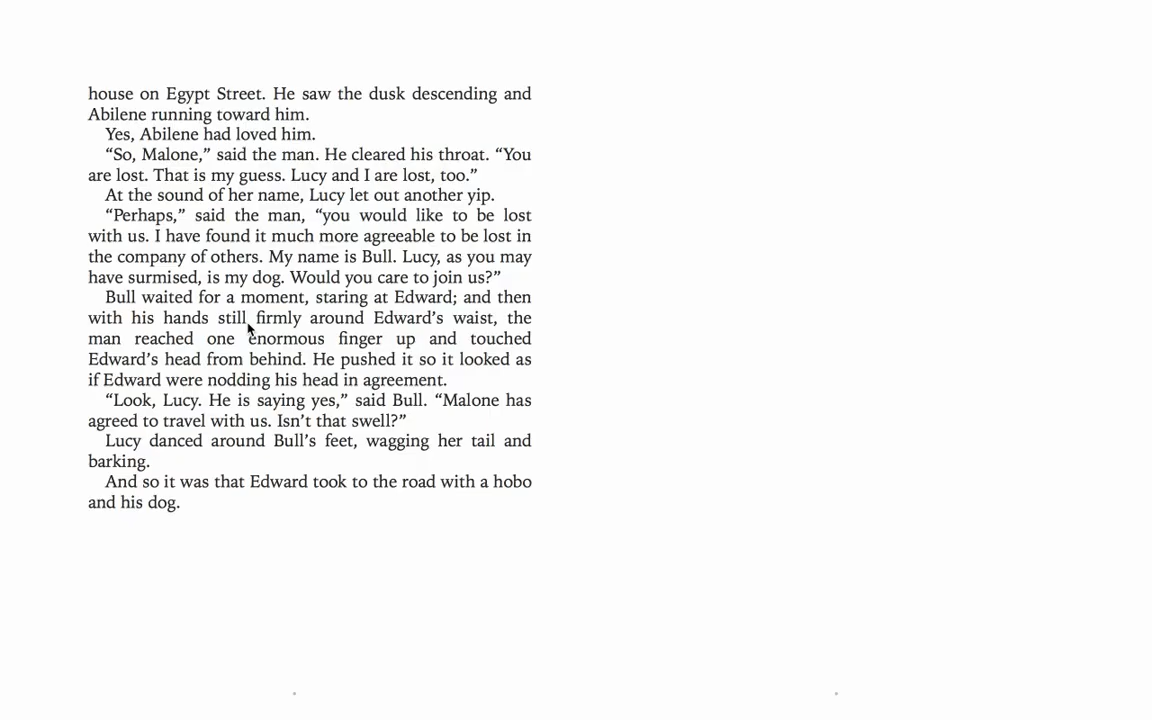 house on Egypt Street. He saw the dusk descending and
Abilene running toward him.
Yes, Abilene had loved him.
“So, Malone,” said the man. He cleared his throat. “You
are lost. That is my guess. Lucy and I are lost, too.”
At the sound of her name, Lucy let out another yip.
“Perhaps,” said the man, “you would like to be lost
with us. I have found it much more agreeable to be lost in
the company of others. My name is Bull. Lucy, as you may
have surmised, is my dog. Would you care to join us?”
Bull waited for a moment, staring at Edward; and then
with his hands still firmly around Edward’s waist, the
man reached one enormous finger up and touched
Edward’s head from behind. He pushed it so it looked as
if Edward were nodding his head in agreement.
“Look, Lucy. He is saying yes,” said Bull. “Malone has
agreed to travel with us. Isn’t that swell?”
Lucy danced around Bull’s feet, wagging her tail and
barking.
And so it was that Edward took to the road with a hobo
and his dog.